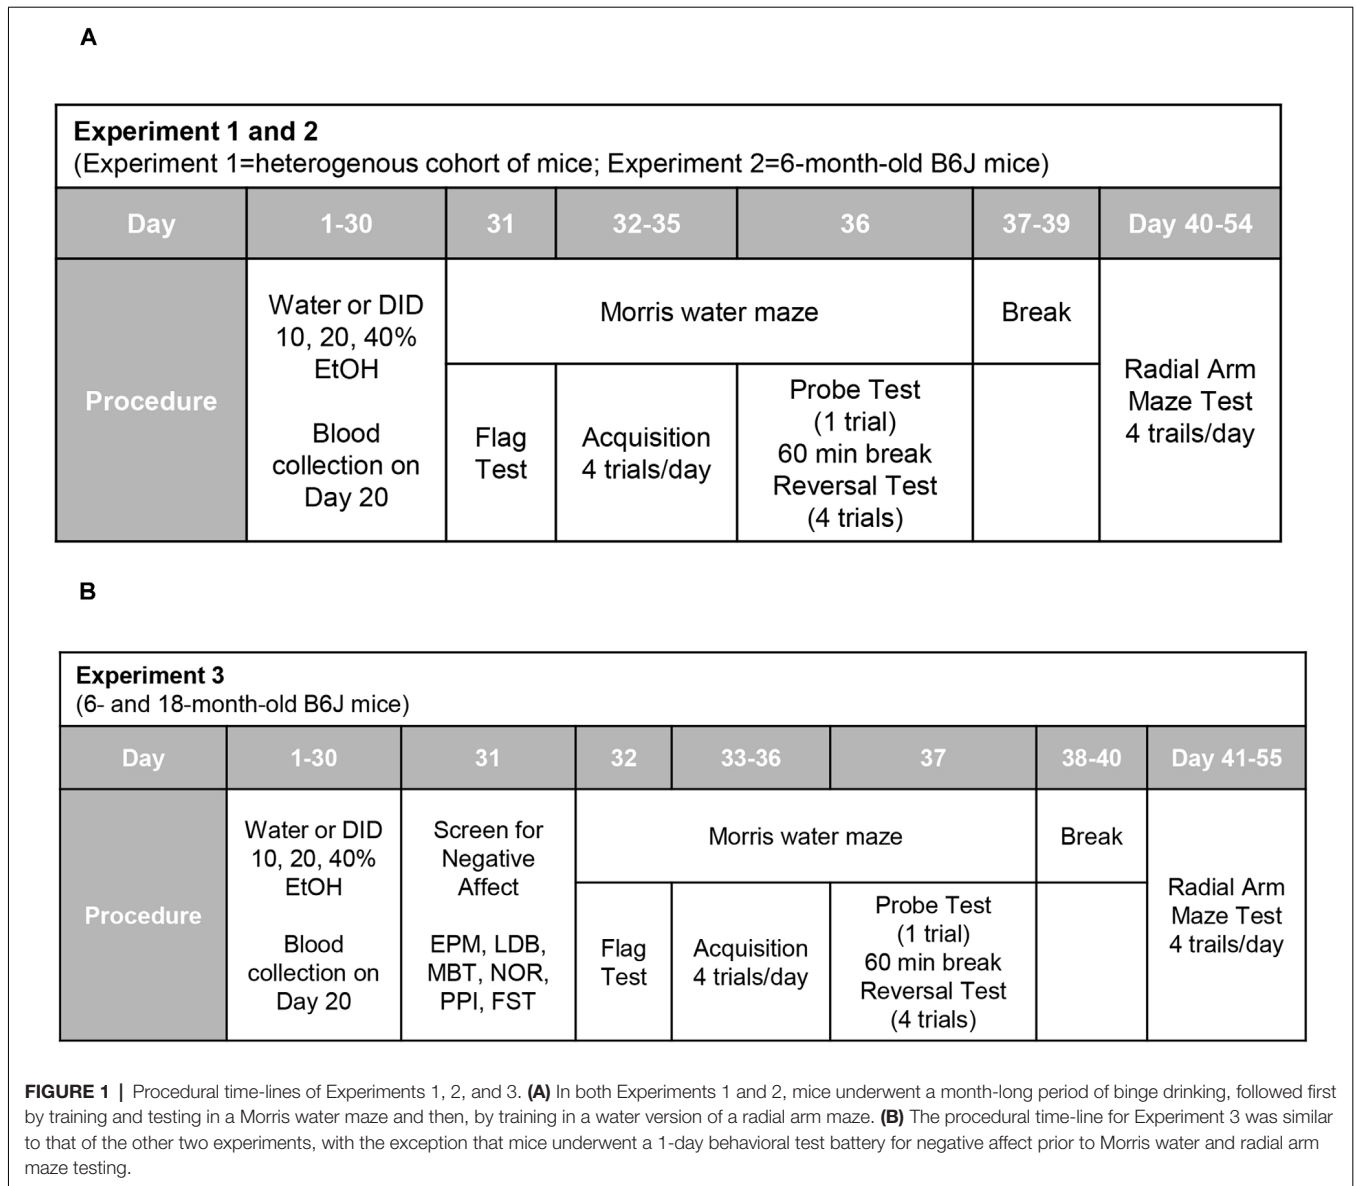 A
Experiment 1 and 2
(Experiment 1=heterogenous cohort of mice; Experiment 2=6-month-old B6J mice)
Day
1-30
31
32-35
36
37-39
Day 40-54
Procedure
Water or DID
10, 20, 40%
EtOH
Blood
collection on
Day 20
Morris water maze
Flag
Test
Acquisition
4 trials/day
Probe Test
(1 trial)
60 min break
Reversal Test
(4 trials)
Break
Radial Arm
Maze Test
4 trails/day
B
Experiment 3
(6- and 18-month-old B6J mice)
Day
1-30
31
32
33-36
37
38-40
Day 41-55
Procedure
Water or DID
10, 20, 40%
EtOH
Blood
collection on
Day 20
Screen for
Negative
Affect
EPM, LDB,
MBT, NOR,
PPI, FST
Morris water maze
Flag
Test
Acquisition
4 trials/day
Probe Test
(1 trial)
60 min break
Reversal Test
(4 trials)
Break
Radial Arm
Maze Test
4 trails/day
FIGURE 1 | Procedural time-lines of Experiments 1, 2, and 3. (A) In both Experiments 1 and 2, mice underwent a month-long period of binge drinking, followed first
by training and testing in a Morris water maze and then, by training in a water version of a radial arm maze. (B) The procedural time-line for Experiment 3 was similar
to that of the other two experiments, with the exception that mice underwent a 1-day behavioral test battery for negative affect prior to Morris water and radial arm
maze testing.